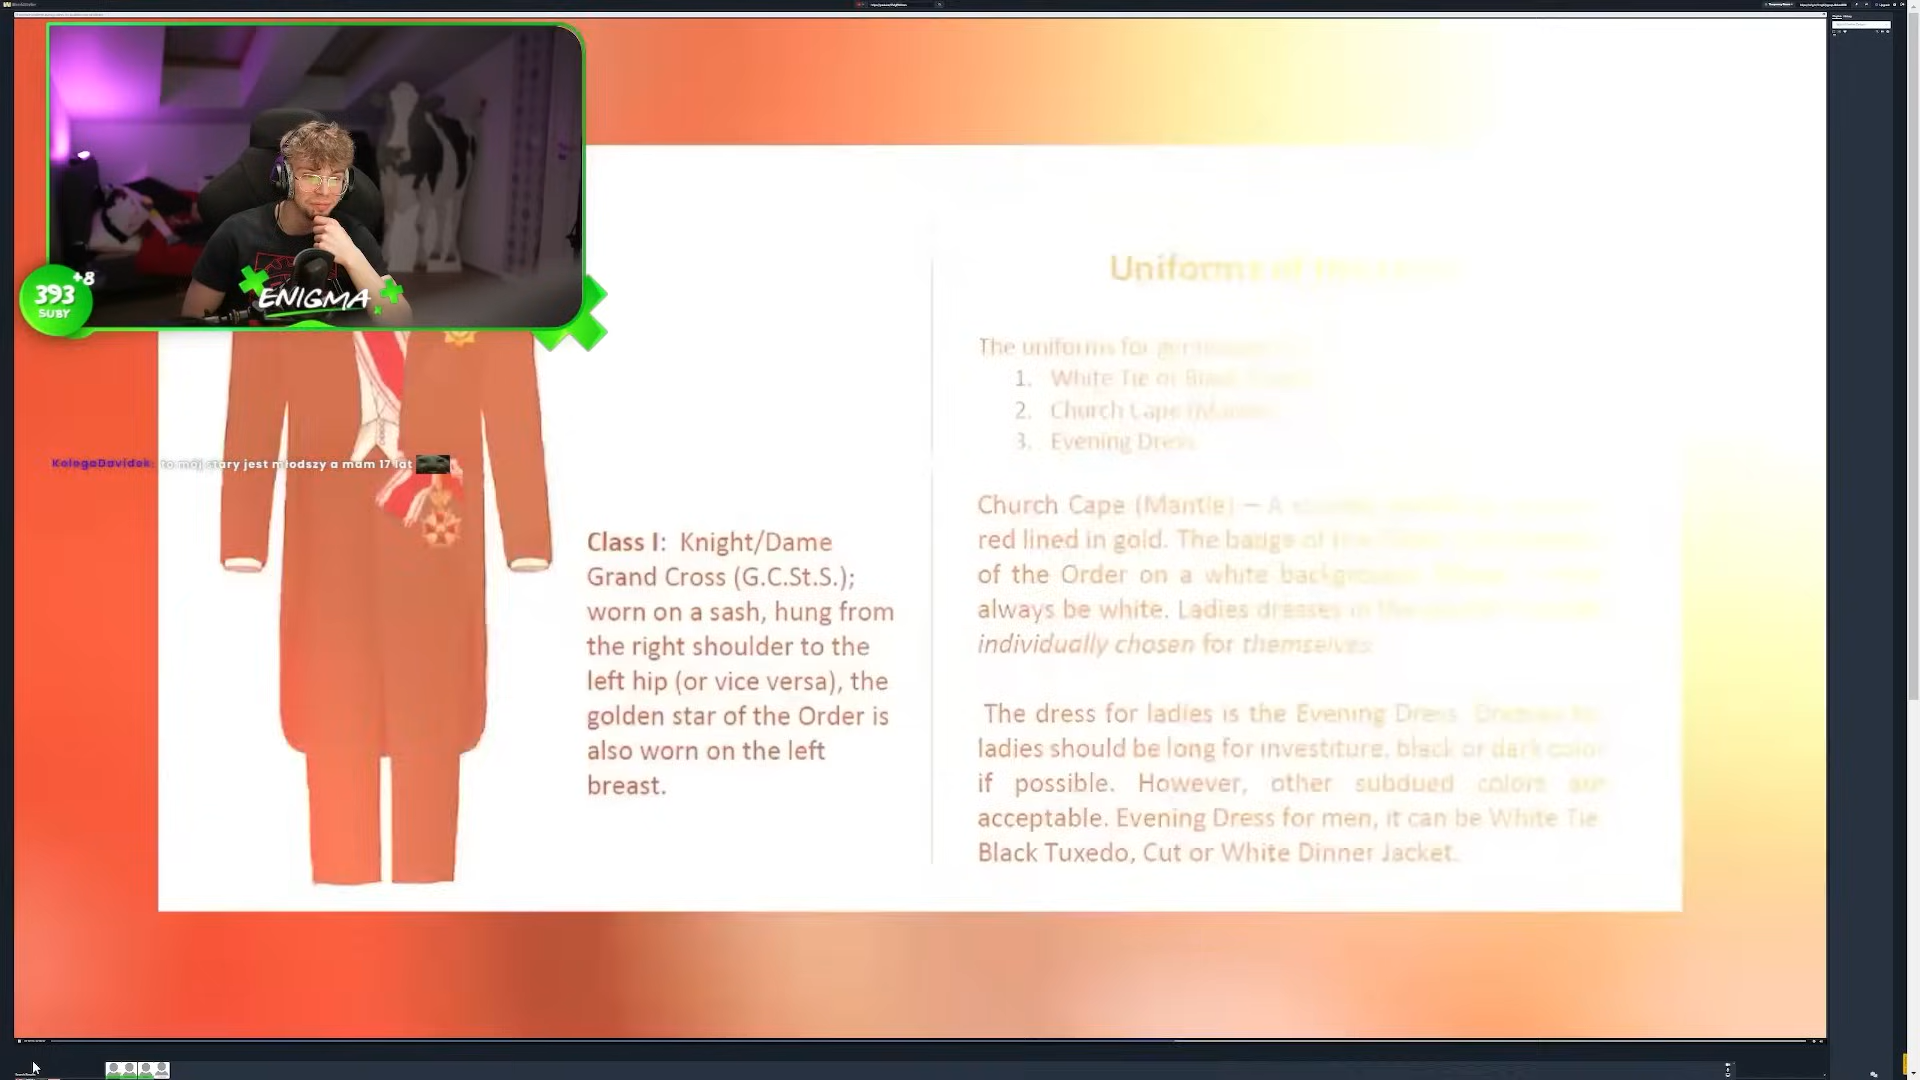 +8
393
SUBY
ENIGMA
KolegaDavidek: to mój stary jest młodszy a mam 17 lat
Class I: Knight/Dame
Grand Cross (G.C.St.S.);
worn on a sash, hung from
the right shoulder to the
left hip (or vice versa), the
golden star of the Order is
also worn on the left
breast.
Uniforms of the
The uniforms for
1. White Tie or
2. Church Cape
3. Evening Dress
Church Cape (Mantle) – A
red lined in gold. The badge of
of the Order on a white background
always be white. Ladies dresses in
individually chosen for themselves.
The dress for ladies is the Evening Dress.
ladies should be long for investiture, black or dark color
if possible. However, other subdued colors are
acceptable. Evening Dress for men, it can be White Tie
Black Tuxedo, Cut or White Dinner Jacket.